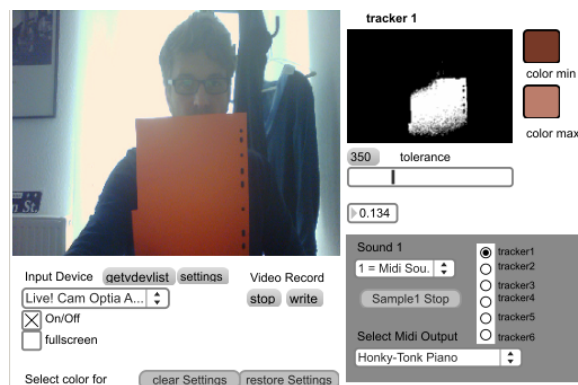 tracker 1
color min
color max
350 tolerance
0.134
St.
Input Device getvdevlist settings Video Record
Live! Cam Optia A... stop write
On/Off
fullscreen
Select color for clear Settings restore Settings
Sound 1
1 = Midi Sou.
Sample1 Stop
tracker1
tracker2
tracker3
tracker4
tracker5
tracker6
Select Midi Output
Honky-Tonk Piano